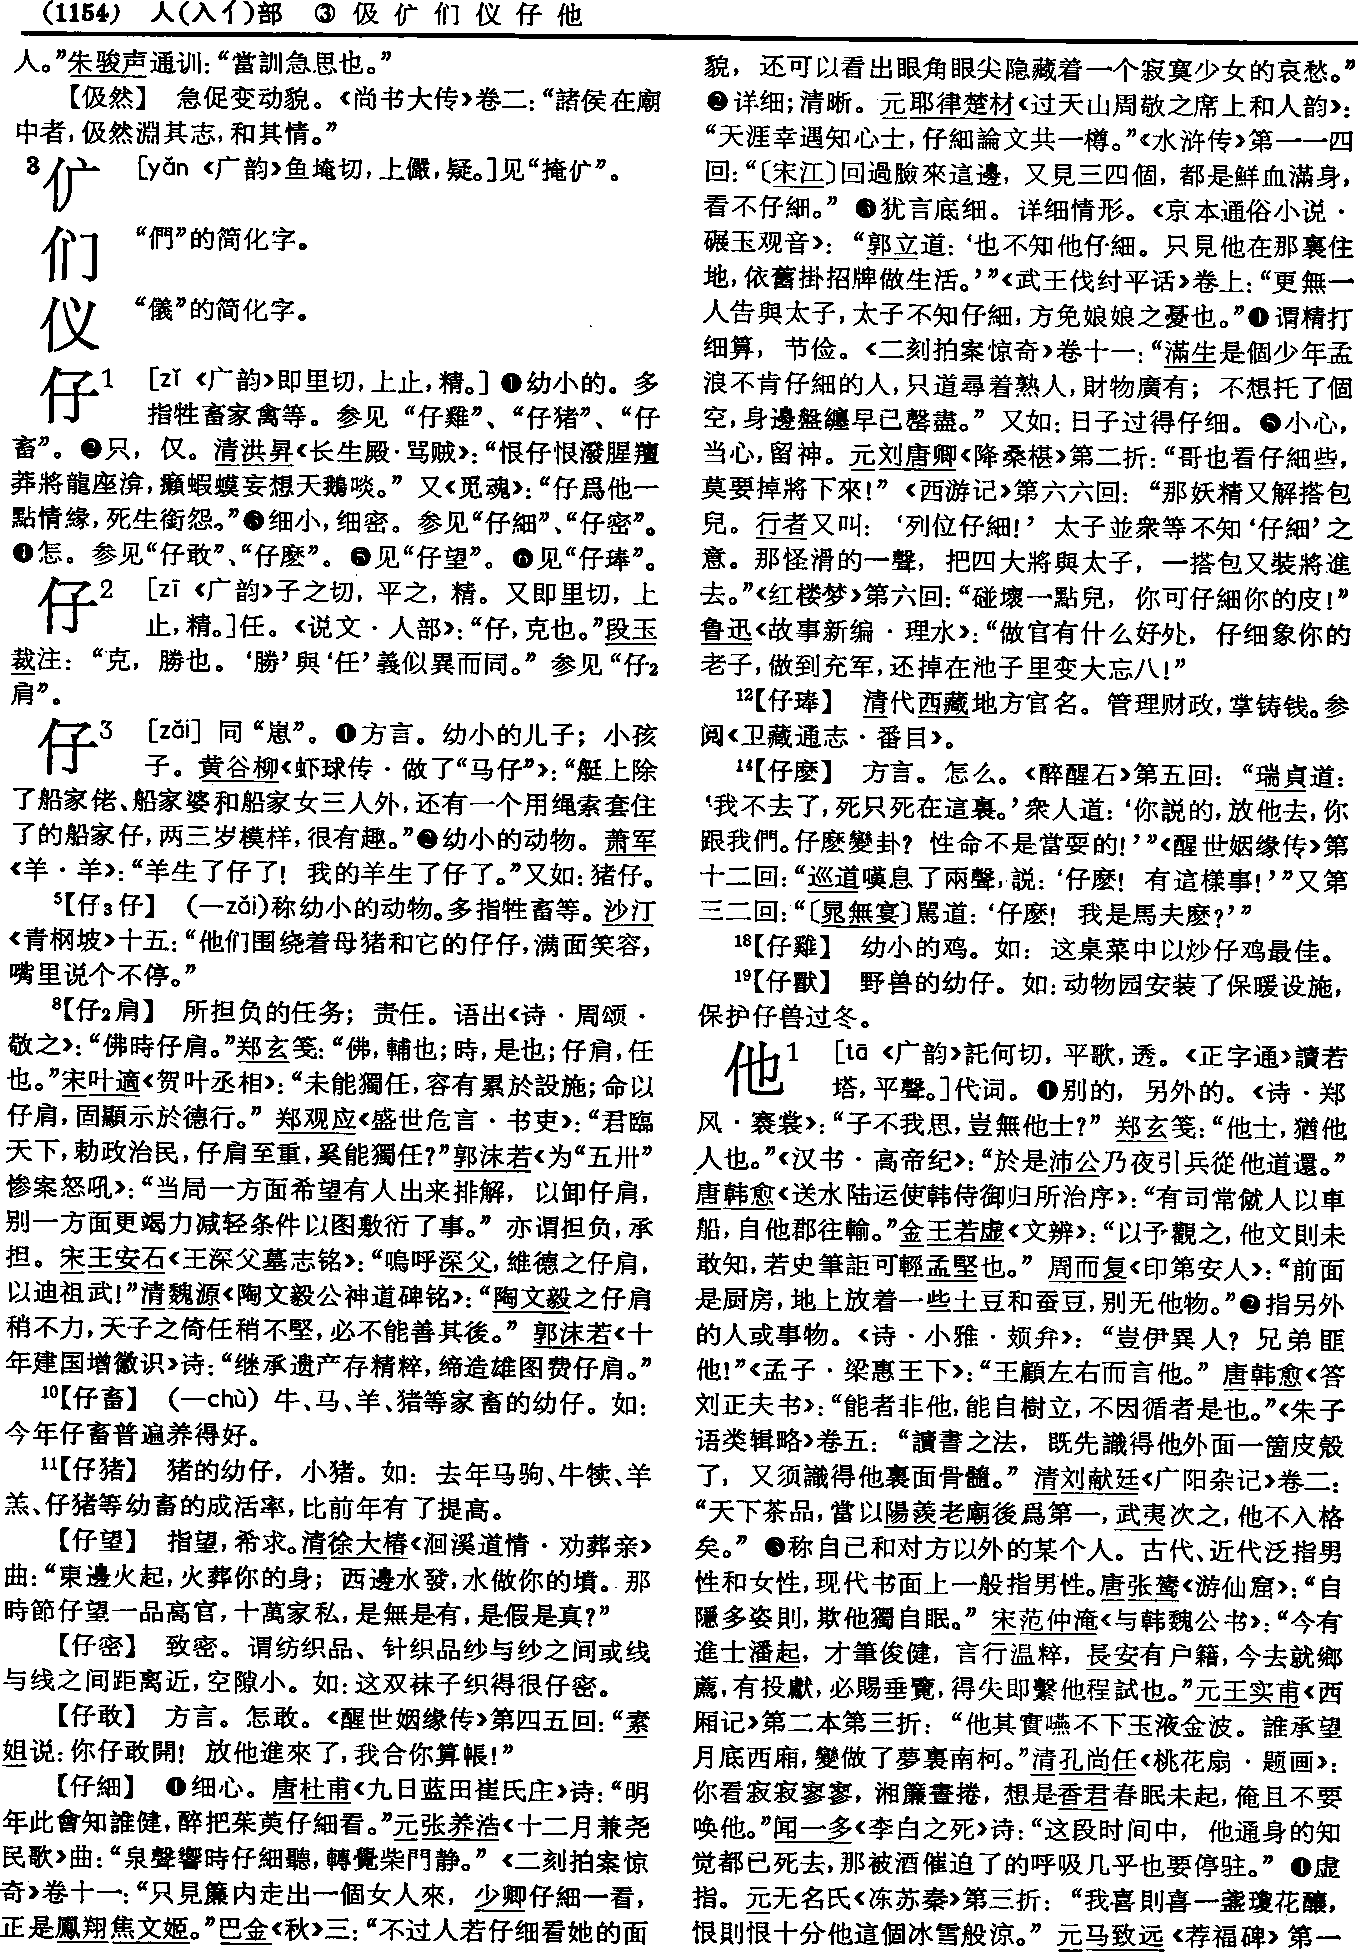 (1154) 人(入亻)部 ③ 伋 𠆲 们 仪 仔 他
人。”朱骏声通训：“當訓急思也。”
【伋然】 急促变动貌。《尚书大传》卷二：“諸侯在廟
中者，伋然淵其志，和其情。”
3 𠆲 [yǎn 《广韵》鱼埯切，上儼，疑。]见“掩𠆲”。
们 “們”的简化字。
仪 “儀”的简化字。
仔1 [zǐ 《广韵》即里切，上止，精。] ❶幼小的。多
指牲畜家禽等。参见 “仔雞”、“仔猪”、“仔
畜”。❷只，仅。清洪昇《长生殿·骂贼》：“恨仔恨潑腥羶
莽將龍座渰，癩蝦蟆妄想天鵝啖。” 又《觅魂》：“仔爲他一
點情緣，死生銜怨。”❸细小，细密。参见“仔細”、“仔密”。
❹怎。参见“仔敢”、“仔麽”。❺见“仔望”。❻见“仔琫”。
仔2 [zī 《广韵》子之切，平之，精。又即里切，上
止，精。]任。《说文·人部》：“仔，克也。”段玉
裁注：“克，勝也。‘勝’與‘任’義似異而同。” 参见“仔2
肩”。
仔3 [zǎi] 同“崽”。❶方言。幼小的儿子；小孩
子。黄谷柳《虾球传·做了“马仔”》：“艇上除
了船家佬、船家婆和船家女三人外，还有一个用绳索套住
了的船家仔，两三岁模样，很有趣。”❷幼小的动物。萧军
《羊·羊》：“羊生了仔了！我的羊生了仔了。”又如：猪仔。
5【仔3仔】 (—zǎi)称幼小的动物。多指牲畜等。沙汀
《青㭎坡》十五：“他们围绕着母猪和它的仔仔，满面笑容，
嘴里说个不停。”
8【仔2肩】 所担负的任务；责任。语出《诗·周颂·
敬之》：“佛時仔肩。”郑玄笺：“佛，輔也；時，是也；仔肩，任
也。”宋叶適《贺叶丞相》：“未能獨任，容有累於設施；命以
仔肩，固顯示於德行。” 郑观应《盛世危言·书吏》：“君臨
天下，勑政治民，仔肩至重，奚能獨任？”郭沫若《为“五卅”
惨案怒吼》：“当局一方面希望有人出来排解，以卸仔肩，
别一方面更竭力减轻条件以图敷衍了事。” 亦谓担负，承
担。宋王安石《王深父墓志铭》：“嗚呼深父，維德之仔肩，
以迪祖武！”清魏源《陶文毅公神道碑铭》：“陶文毅之仔肩
稍不力，天子之倚任稍不堅，必不能善其後。” 郭沫若《十
年建国增徽识》诗：“继承遗产存精粹，缔造雄图费仔肩。”
10【仔畜】 (—chù) 牛、马、羊、猪等家畜的幼仔。如：
今年仔畜普遍养得好。
11【仔猪】 猪的幼仔，小猪。如：去年马驹、牛犊、羊
羔、仔猪等幼畜的成活率，比前年有了提高。
【仔望】 指望，希求。清徐大椿《洄溪道情·劝葬亲》
曲：“東邊火起，火葬你的身；西邊水發，水做你的墳。那
時節仔望一品高官，十萬家私，是無是有，是假是真？”
【仔密】 致密。谓纺织品、针织品纱与纱之间或线
与线之间距离近，空隙小。如：这双袜子织得很仔密。
【仔敢】 方言。怎敢。《醒世姻缘传》第四五回：“素
姐说：你仔敢開！放他進來了，我合你算帳！”
【仔細】 ❶细心。唐杜甫《九日蓝田崔氏庄》诗：“明
年此會知誰健，醉把茱萸仔細看。”元张养浩《十二月兼尧
民歌》曲：“泉聲響時仔細聽，轉覺柴門静。”《二刻拍案惊
奇》卷十一：“只見簾内走出一個女人來，少卿仔細一看，
正是鳳翔焦文姬。”巴金《秋》三：“不过人若仔细看她的面
貌，还可以看出眼角眼尖隐藏着一个寂寞少女的哀愁。”
❷详细；清晰。元耶律楚材《过天山周敬之席上和人韵》：
“天涯幸遇知心士，仔細論文共一樽。”《水浒传》第一一四
回：“〔宋江〕回過臉來這邊，又見三四個，都是鮮血滿身，
看不仔細。” ❸犹言底细。详细情形。《京本通俗小说·
碾玉观音》：“郭立道：‘也不知他仔細。只見他在那裏住
地，依舊掛招牌做生活。’”《武王伐纣平话》卷上：“更無一
人告與太子，太子不知仔細，方免娘娘之憂也。”❹谓精打
细算，节俭。《二刻拍案惊奇》卷十一：“滿生是個少年孟
浪不肯仔細的人，只道尋着熟人，財物廣有；不想托了個
空，身邊盤纏早已罄盡。” 又如：日子过得仔细。❺小心，
当心，留神。元刘唐卿《降桑椹》第二折：“哥也看仔細些，
莫要掉將下來！”《西游记》第六六回：“那妖精又解搭包
兒。行者又叫：‘列位仔細！’ 太子並衆等不知‘仔細’之
意。那怪滑的一聲，把四大將與太子，一搭包又裝將進
去。”《红楼梦》第六回：“碰壞一點兒，你可仔細你的皮！”
鲁迅《故事新编·理水》：“做官有什么好处，仔细象你的
老子，做到充军，还掉在池子里变大忘八！”
12【仔琫】 清代西藏地方官名。管理财政，掌铸钱。参
阅《卫藏通志·番目》。
14【仔麽】 方言。怎么。《醉醒石》第五回：“瑞貞道：
‘我不去了，死只死在這裏。’衆人道：‘你説的，放他去，你
跟我們。仔麽變卦？性命不是當耍的！’”《醒世姻缘传》第
十二回：“巡道嘆息了兩聲，説：‘仔麽！有這樣事！’”又第
三二回：“〔晁無宴〕駡道：‘仔麽！我是馬夫麽？’”
18【仔雞】 幼小的鸡。如：这桌菜中以炒仔鸡最佳。
19【仔獸】 野兽的幼仔。如：动物园安装了保暖设施，
保护仔兽过冬。
他1 [tā 《广韵》託何切，平歌，透。《正字通》讀若
塔，平聲。]代词。❶别的，另外的。《诗·郑
风·褰裳》：“子不我思，豈無他士？” 郑玄笺：“他士，猶他
人也。”《汉书·高帝纪》：“於是沛公乃夜引兵從他道還。”
唐韩愈《送水陆运使韩侍御归所治序》：“有司常僦人以車
船，自他郡往輸。”金王若虚《文辨》：“以予觀之，他文則未
敢知，若史筆詎可輕孟堅也。” 周而复《印第安人》：“前面
是厨房，地上放着一些土豆和蚕豆，别无他物。”❷指另外
的人或事物。《诗·小雅·頍弁》：“豈伊異人？兄弟匪
他！”《孟子·梁惠王下》：“王顧左右而言他。” 唐韩愈《答
刘正夫书》：“能者非他，能自樹立，不因循者是也。”《朱子
语类辑略》卷五：“讀書之法，既先識得他外面一箇皮殼
了，又须識得他裏面骨髓。” 清刘献廷《广阳杂记》卷二：
“天下茶品，當以陽羨老廟後爲第一，武夷次之，他不入格
矣。” ❸称自己和对方以外的某个人。古代、近代泛指男
性和女性，现代书面上一般指男性。唐张鷟《游仙窟》：“自
隱多姿則，欺他獨自眠。” 宋范仲淹《与韩魏公书》：“今有
進士潘起，才筆俊健，言行温粹，長安有户籍，今去就鄉
薦，有投獻，必賜垂覽，得失即繫他程試也。”元王实甫《西
厢记》第二本第三折：“他其實嚥不下玉液金波。誰承望
月底西廂，變做了夢裏南柯。”清孔尚任《桃花扇·题画》：
你看寂寂寥寥，湘簾晝捲，想是香君春眠未起，俺且不要
唤他。”闻一多《李白之死》诗：“这段时间中，他通身的知
觉都已死去，那被酒催迫了的呼吸几乎也要停驻。” ❹虚
指。元无名氏《冻苏秦》第三折：“我喜則喜一盞瓊花釀，
恨則恨十分他這個冰雪般涼。” 元马致远《荐福碑》第一